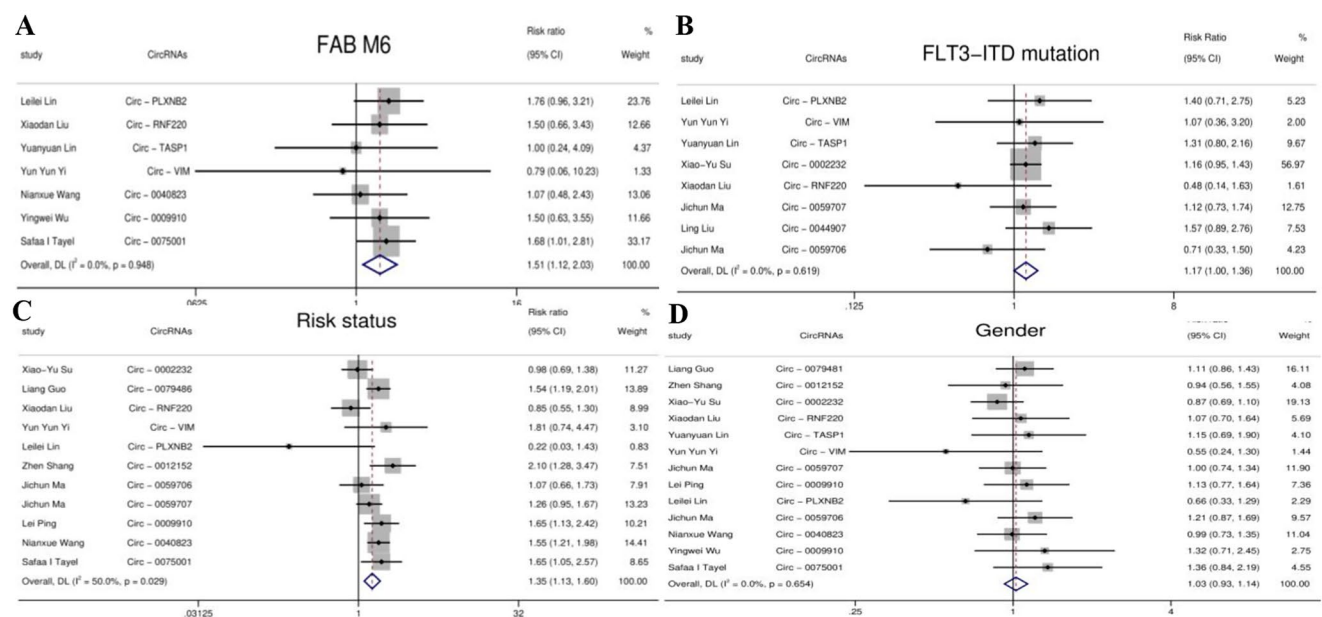 A
FAB M6
Risk ratio %
study CircRNAs (95% CI) Weight
Leilei Lin Circ – PLXNB2 1.76 (0.96, 3.21) 23.76
Xiaodan Liu Circ – RNF220 1.50 (0.66, 3.43) 12.66
Yuanyuan Lin Circ – TASP1 1.00 (0.24, 4.09) 4.37
Yun Yun Yi Circ – VIM 0.79 (0.06, 10.23) 1.33
Nianxue Wang Circ – 0040823 1.07 (0.48, 2.43) 13.06
Yingwei Wu Circ – 0009910 1.50 (0.63, 3.55) 11.66
Safaa I Tayel Circ – 0075001 1.68 (1.01, 2.81) 33.17
Overall, DL (I² = 0.0%, p = 0.948) 1.51 (1.12, 2.03) 100.00
.0625 1 16
B
FLT3–ITD mutation
Risk Ratio %
study CircRNAs (95% CI) Weight
Leilei Lin Circ – PLXNB2 1.40 (0.71, 2.75) 5.23
Yun Yun Yi Circ – VIM 1.07 (0.36, 3.20) 2.00
Yuanyuan Lin Circ – TASP1 1.31 (0.80, 2.16) 9.67
Xiao–Yu Su Circ – 0002232 1.16 (0.95, 1.43) 56.97
Xiaodan Liu Circ – RNF220 0.48 (0.14, 1.63) 1.61
Jichun Ma Circ – 0059707 1.12 (0.73, 1.74) 12.75
Ling Liu Circ – 0044907 1.57 (0.89, 2.76) 7.53
Jichun Ma Circ – 0059706 0.71 (0.33, 1.50) 4.23
Overall, DL (I² = 0.0%, p = 0.619) 1.17 (1.00, 1.36) 100.00
.125 1 8
C
Risk status
Risk ratio %
study CircRNAs (95% CI) Weight
Xiao–Yu Su Circ – 0002232 0.98 (0.69, 1.38) 11.27
Liang Guo Circ – 0079486 1.54 (1.19, 2.01) 13.89
Xiaodan Liu Circ – RNF220 0.85 (0.55, 1.30) 8.99
Yun Yun Yi Circ – VIM 1.81 (0.74, 4.47) 3.10
Leilei Lin Circ – PLXNB2 0.22 (0.03, 1.43) 0.83
Zhen Shang Circ – 0012152 2.10 (1.28, 3.47) 7.51
Jichun Ma Circ – 0059706 1.07 (0.66, 1.73) 7.91
Jichun Ma Circ – 0059707 1.26 (0.95, 1.67) 13.23
Lei Ping Circ – 0009910 1.65 (1.13, 2.42) 10.21
Nianxue Wang Circ – 0040823 1.55 (1.21, 1.98) 14.41
Safaa I Tayel Circ – 0075001 1.65 (1.05, 2.57) 8.65
Overall, DL (I² = 50.0%, p = 0.029) 1.35 (1.13, 1.60) 100.00
.03125 1 32
D
Gender
study CircRNAs (95% CI) Weight
Liang Guo Circ – 0079481 1.11 (0.86, 1.43) 16.11
Zhen Shang Circ – 0012152 0.94 (0.56, 1.55) 4.08
Xiao–Yu Su Circ – 0002232 0.87 (0.69, 1.10) 19.13
Xiaodan Liu Circ – RNF220 1.07 (0.70, 1.64) 5.69
Yuanyuan Lin Circ – TASP1 1.15 (0.69, 1.90) 4.10
Yun Yun Yi Circ – VIM 0.55 (0.24, 1.30) 1.44
Jichun Ma Circ – 0059707 1.00 (0.74, 1.34) 11.90
Lei Ping Circ – 0009910 1.13 (0.77, 1.64) 7.36
Leilei Lin Circ – PLXNB2 0.66 (0.33, 1.29) 2.29
Jichun Ma Circ – 0059706 1.21 (0.87, 1.69) 9.57
Nianxue Wang Circ – 0040823 0.99 (0.73, 1.35) 11.04
Yingwei Wu Circ – 0009910 1.32 (0.71, 2.45) 2.75
Safaa I Tayel Circ – 0075001 1.36 (0.84, 2.19) 4.55
Overall, DL (I² = 0.0%, p = 0.654) 1.03 (0.93, 1.14) 100.00
.25 1 4